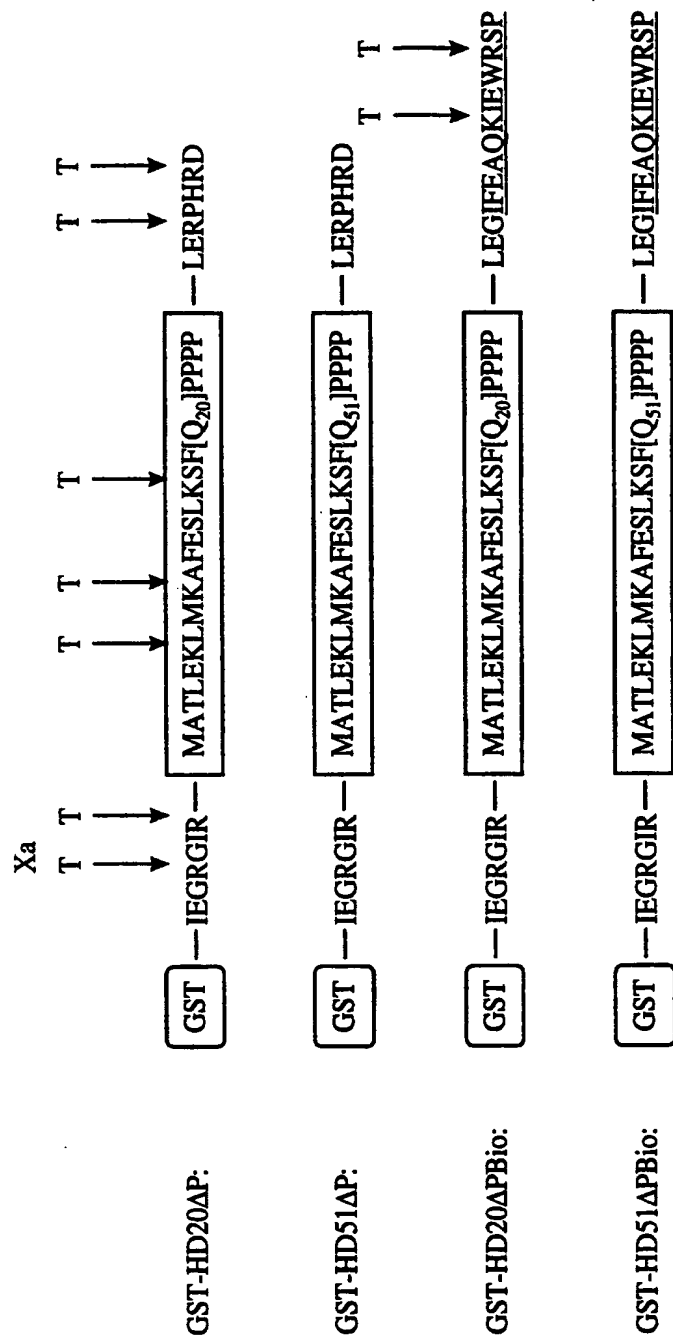 Xa
T T T T T T T
GST-HD20ΔP: GST — IEGRGIR — MATLEKLMKAFESLKSF[Q20]PPPP — LERPHRD
GST-HD51ΔP: GST — IEGRGIR — MATLEKLMKAFESLKSF[Q51]PPPP — LERPHRD
T T
GST-HD20ΔPBio: GST — IEGRGIR — MATLEKLMKAFESLKSF[Q20]PPPP — LEGIFEAQKIEWRSP
GST-HD51ΔPBio: GST — IEGRGIR — MATLEKLMKAFESLKSF[Q51]PPPP — LEGIFEAQKIEWRSP